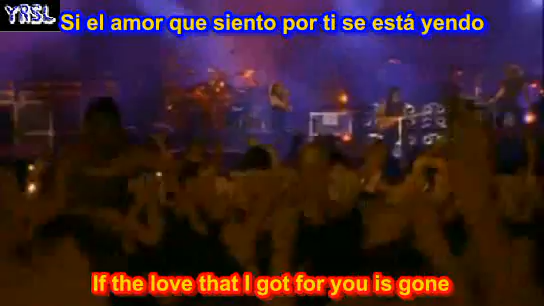 YRSL
Si el amor que siento por ti se está yendo
If the love that I got for you is gone